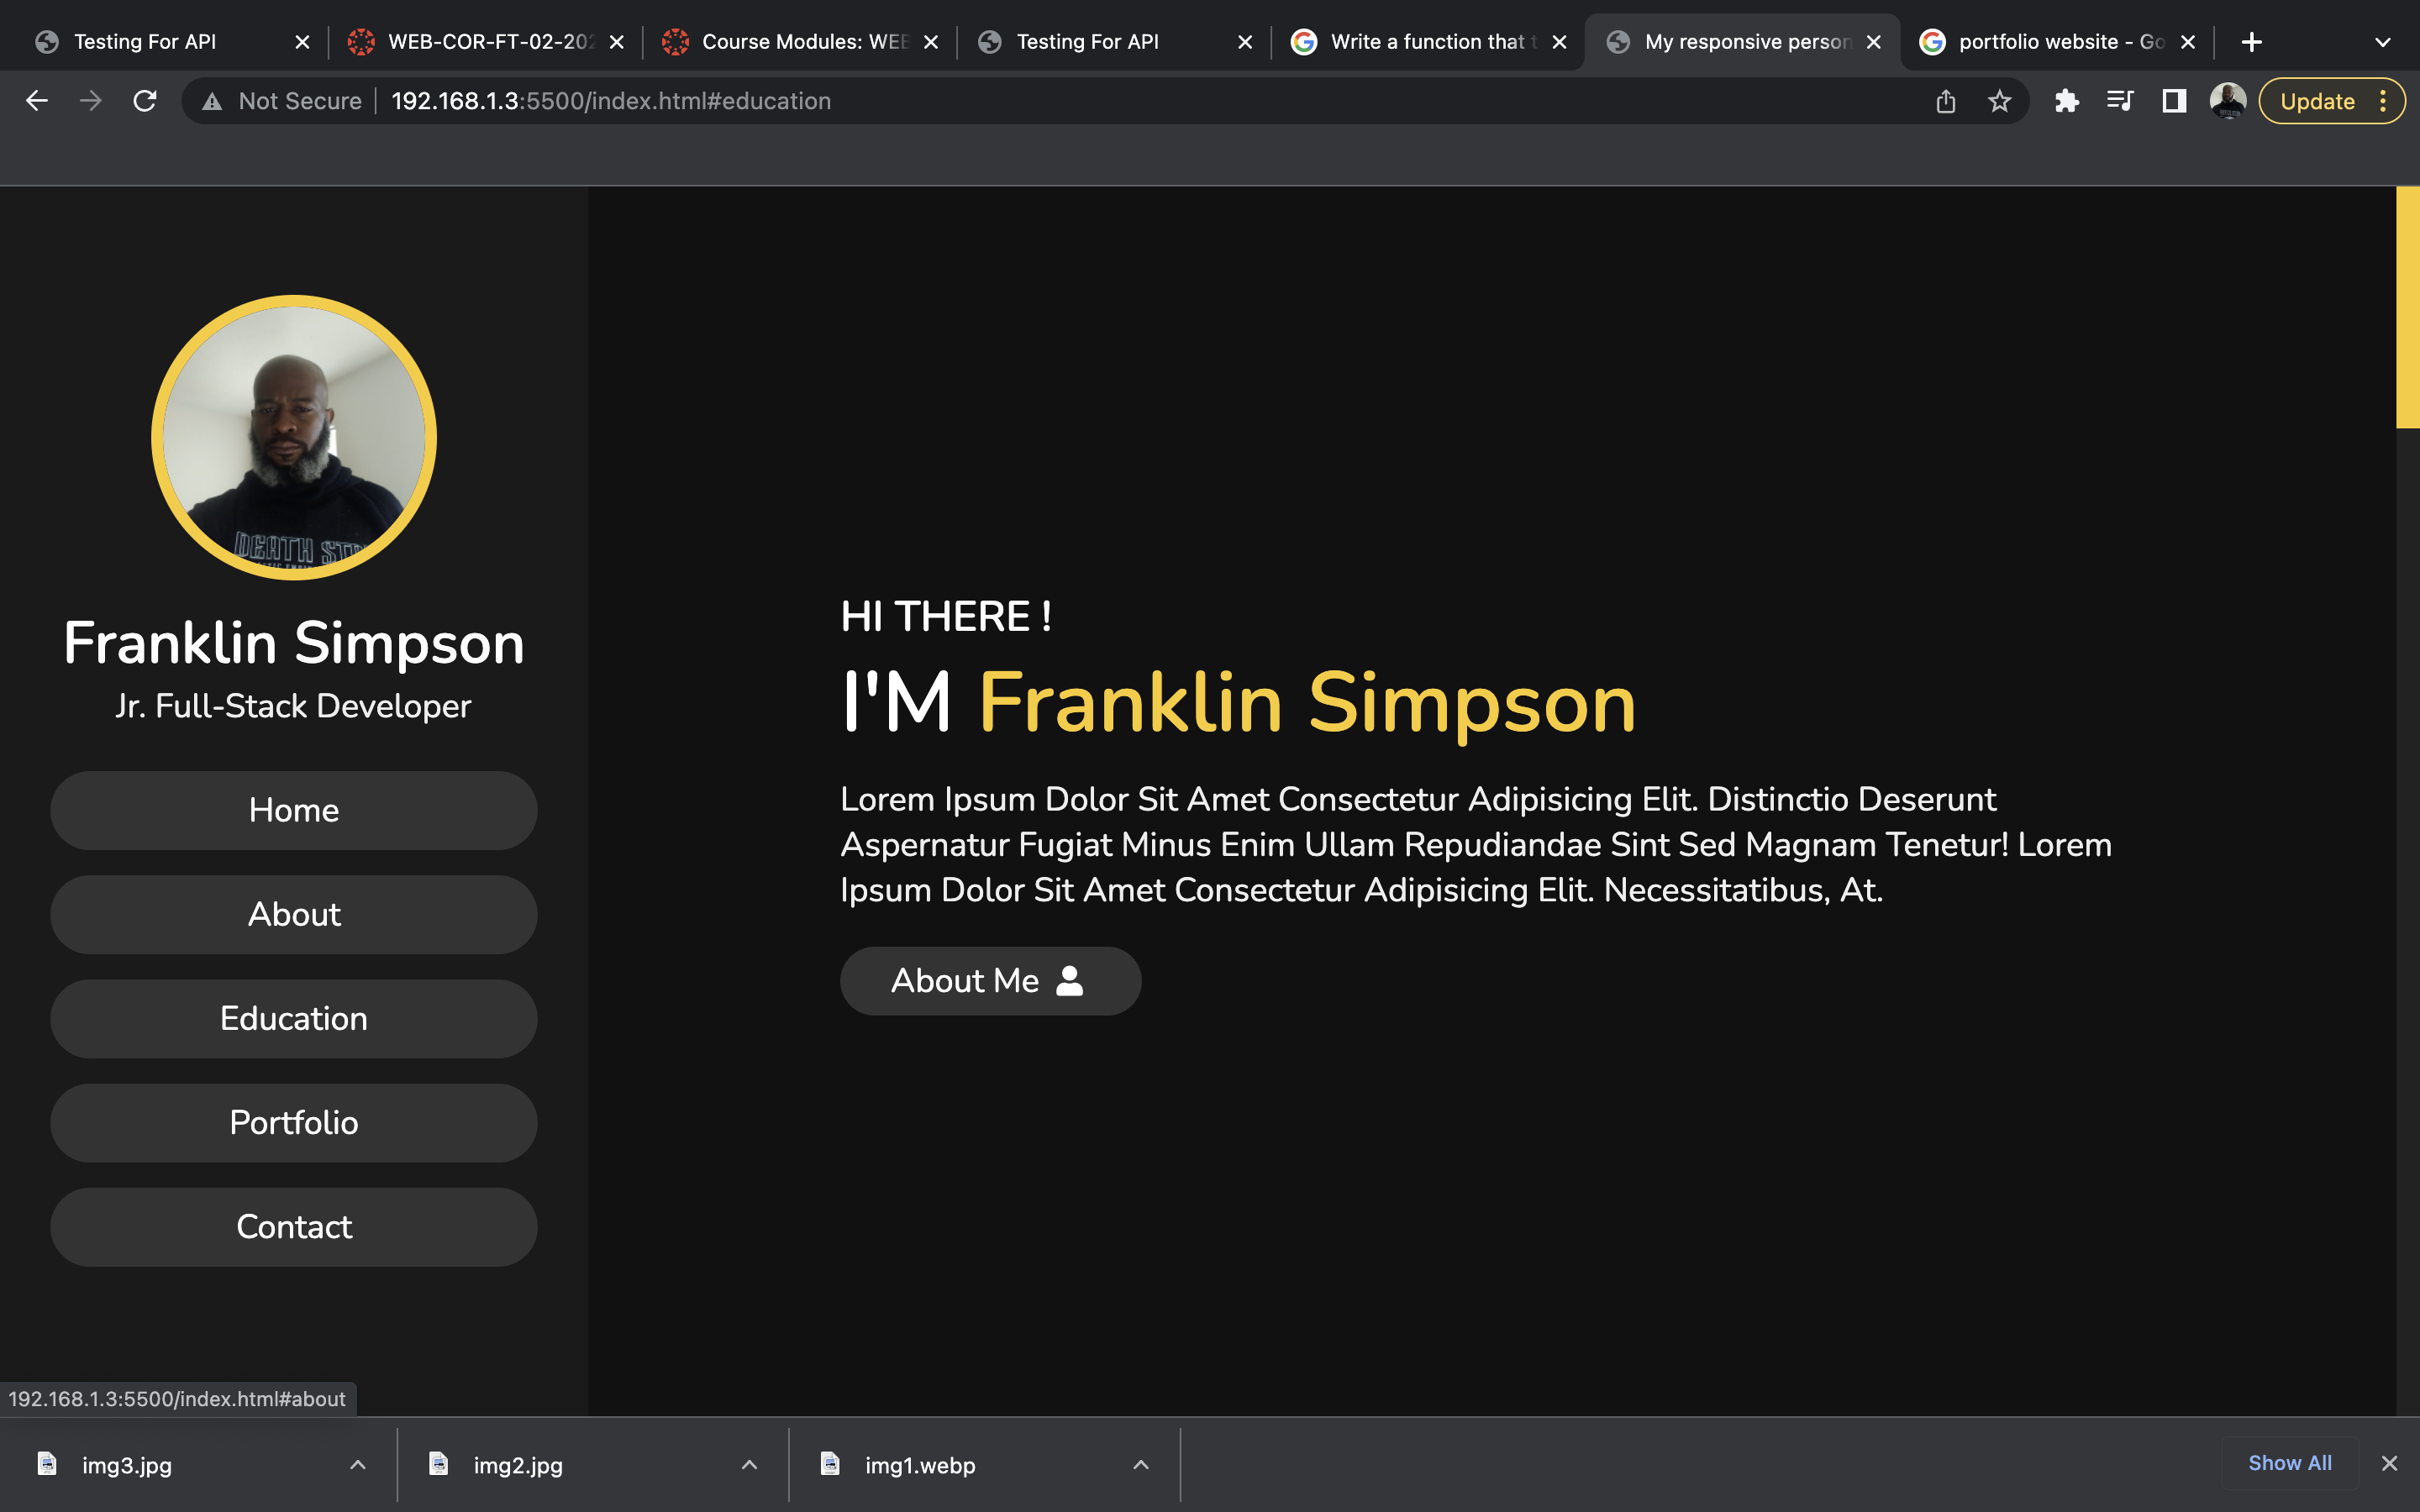 Testing For API
WEB-COR-FT-02-202
Course Modules: WEB
Testing For API
Write a function that t
My responsive person
portfolio website - Go
Not Secure
192.168.1.3:5500/index.html#education
Update
DEATH ST
Franklin Simpson
Jr. Full-Stack Developer
Home
About
Education
Portfolio
Contact
HI THERE !
I'M Franklin Simpson
Lorem Ipsum Dolor Sit Amet Consectetur Adipisicing Elit. Distinctio Deserunt
Aspernatur Fugiat Minus Enim Ullam Repudiandae Sint Sed Magnam Tenetur! Lorem
Ipsum Dolor Sit Amet Consectetur Adipisicing Elit. Necessitatibus, At.
About Me
192.168.1.3:5500/index.html#about
img3.jpg
img2.jpg
img1.webp
Show All